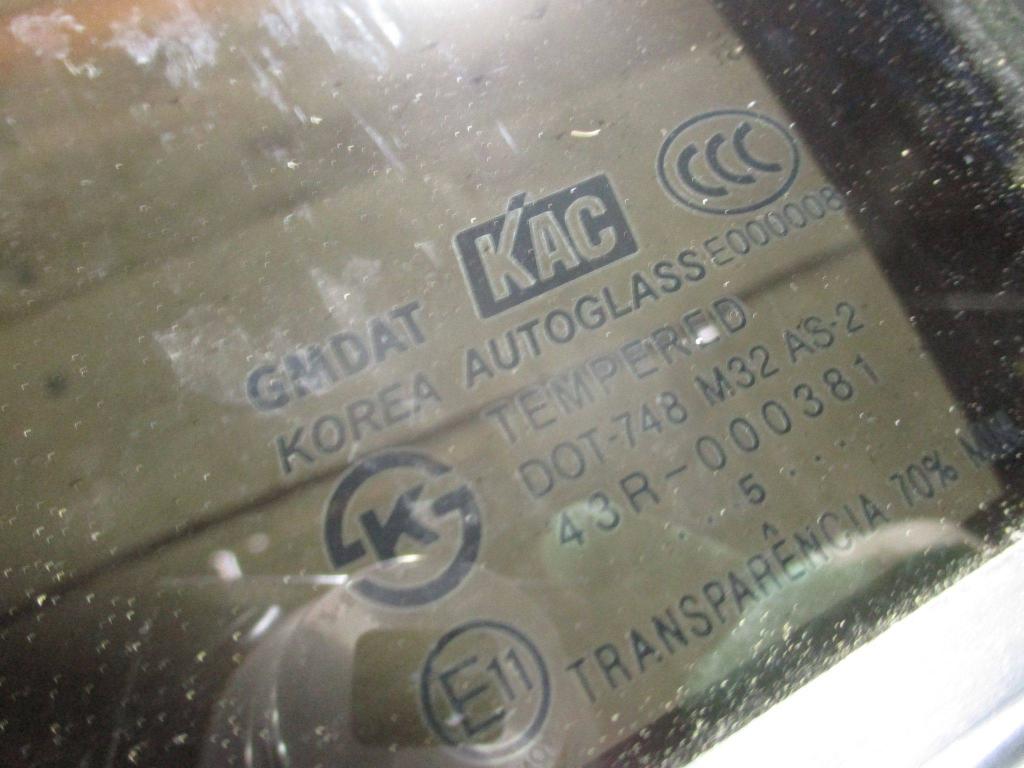 CCC
KAC
E000008
GMDAT
KOREA AUTOGLASS
TEMPERED
DOT-748 M32 AS-2
43R-000381
. . 5 . . .
K
E11
TRANSPARÊNCIA 70%